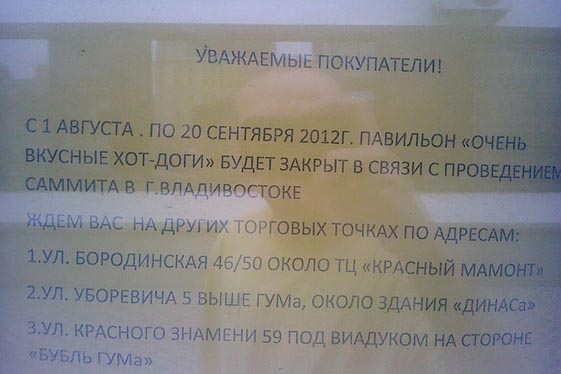 УВАЖАЕМЫЕ ПОКУПАТЕЛИ!
С 1 АВГУСТА . ПО 20 СЕНТЯБРЯ 2012Г. ПАВИЛЬОН «ОЧЕНЬ
ВКУСНЫЕ ХОТ-ДОГИ» БУДЕТ ЗАКРЫТ В СВЯЗИ С ПРОВЕДЕНИЕМ
САММИТА В Г.ВЛАДИВОСТОКЕ
ЖДЕМ ВАС НА ДРУГИХ ТОРГОВЫХ ТОЧКАХ ПО АДРЕСАМ:
1.УЛ. БОРОДИНСКАЯ 46/50 ОКОЛО ТЦ «КРАСНЫЙ МАМОНТ»
2.УЛ. УБОРЕВИЧА 5 ВЫШЕ ГУМа, ОКОЛО ЗДАНИЯ «ДИНАСа»
3.УЛ. КРАСНОГО ЗНАМЕНИ 59 ПОД ВИАДУКОМ НА СТОРОНЕ
«БУБЛЬ ГУМа»